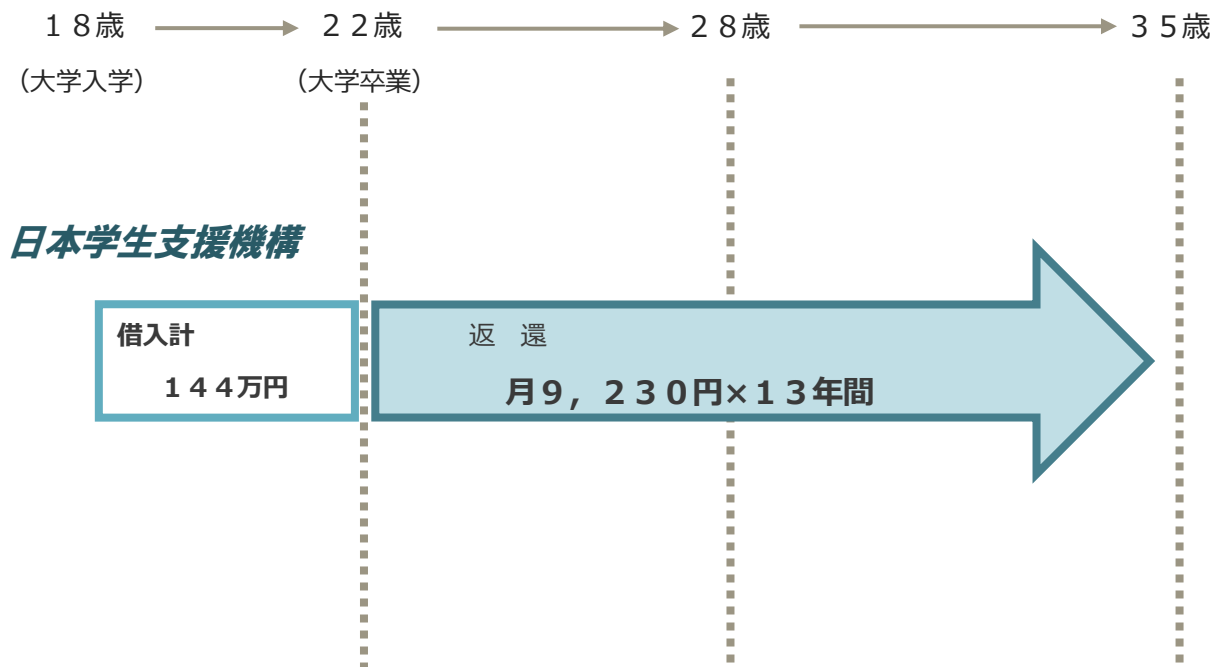 １８歳 ２２歳 ２８歳 ３５歳
（大学入学） （大学卒業）
日本学生支援機構
借入計 返　還
１４４万円 月９，２３０円×１３年間